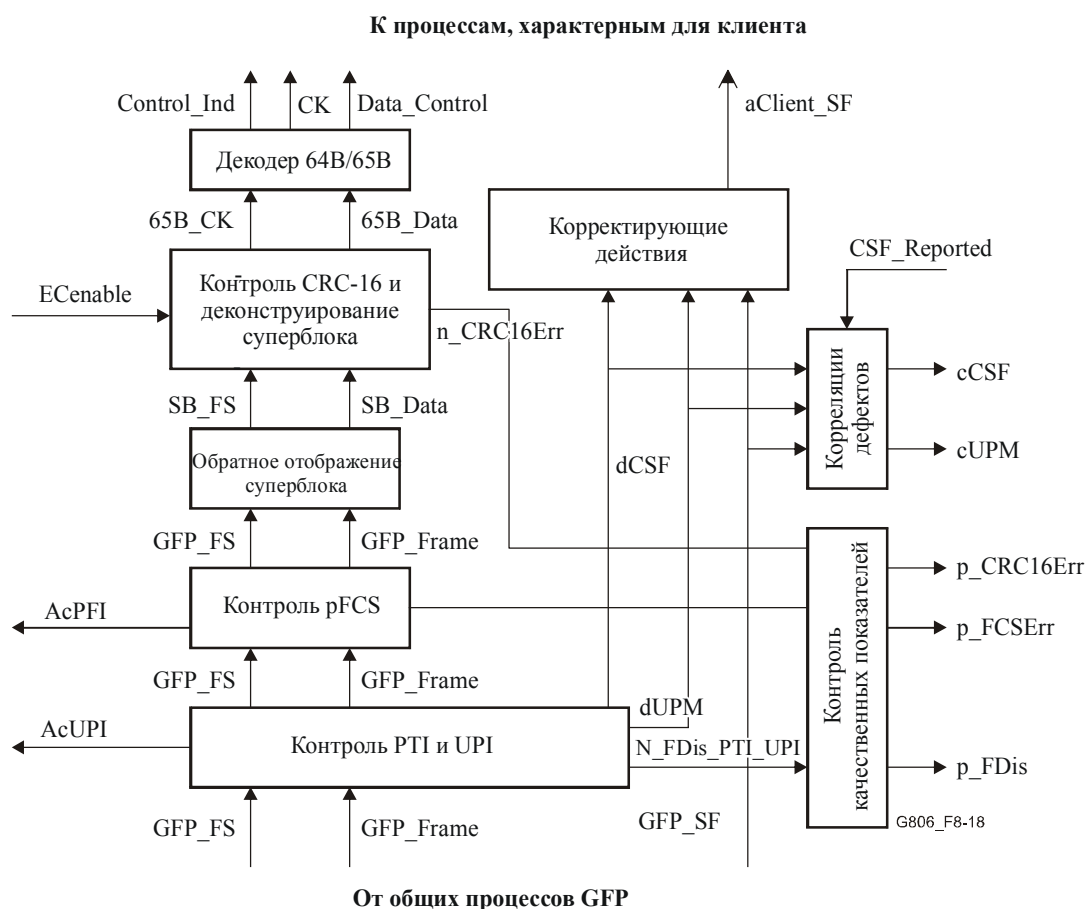 К процессам, характерным для клиента
Control_Ind
CK
Data_Control
aClient_SF
Декодер 64B/65B
65B_CK
65B_Data
Корректирующие
действия
CSF_Reported
ECenable
Контроль CRC-16 и
деконструирование
суперблока
n_CRC16Err
Корреляции
дефектов
cCSF
cUPM
SB_FS
SB_Data
Обратное отображение
суперблока
dCSF
GFP_FS
GFP_Frame
AcPFI
Контроль pFCS
p_CRC16Err
p_FCSErr
GFP_FS
GFP_Frame
AcUPI
dUPM
Контроль PTI и UPI
N_FDis_PTI_UPI
Контроль
качественных показателей
p_FDis
GFP_FS
GFP_Frame
GFP_SF
G806_F8-18
От общих процессов GFP